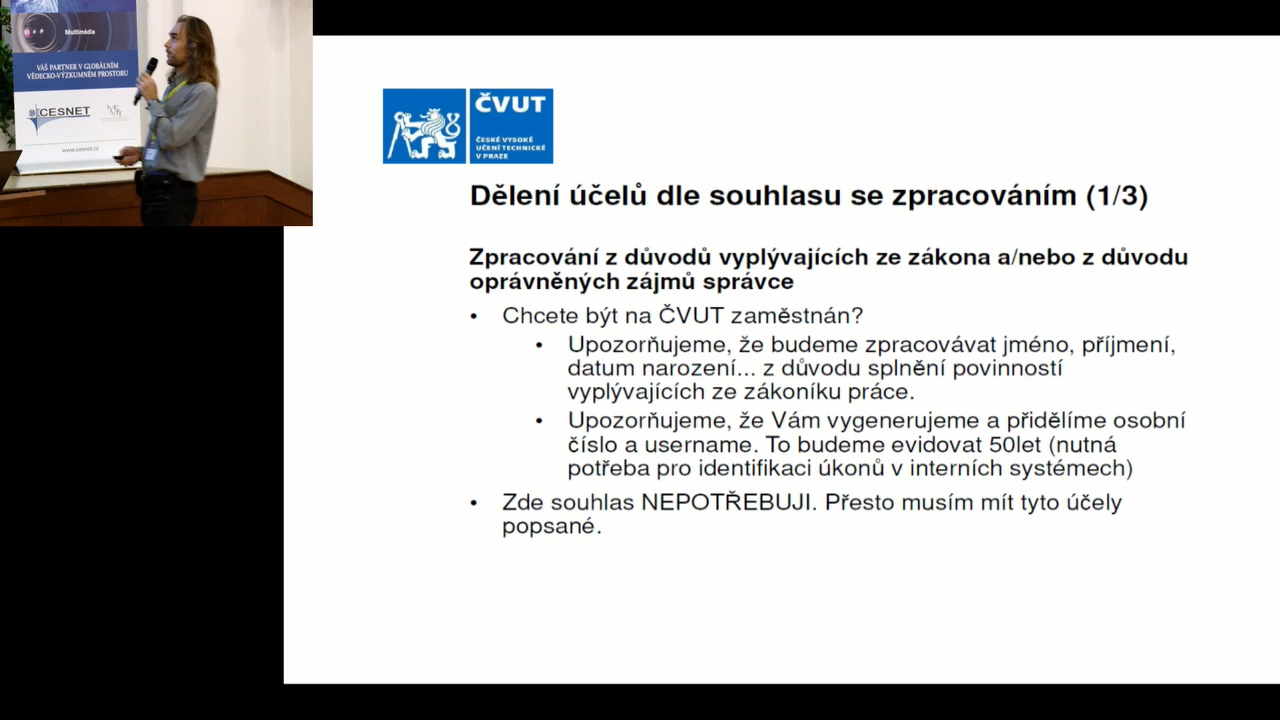 Multimédia
VÁŠ PARTNER V GLOBÁLNÍM
VĚDECKO-VÝZKUMNÉM PROSTORU
CESNET
www.cesnet.cz
ČVUT
ČESKÉ VYSOKÉ
UČENÍ TECHNICKÉ
V PRAZE
Dělení účelů dle souhlasu se zpracováním (1/3)
Zpracování z důvodů vyplývajících ze zákona a/nebo z důvodu
oprávněných zájmů správce
• Chcete být na ČVUT zaměstnán?
• Upozorňujeme, že budeme zpracovávat jméno, příjmení,
datum narození... z důvodu splnění povinností
vyplývajících ze zákoníku práce.
• Upozorňujeme, že Vám vygenerujeme a přidělíme osobní
číslo a username. To budeme evidovat 50let (nutná
potřeba pro identifikaci úkonů v interních systémech)
• Zde souhlas NEPOTŘEBUJI. Přesto musím mít tyto účely
popsané.